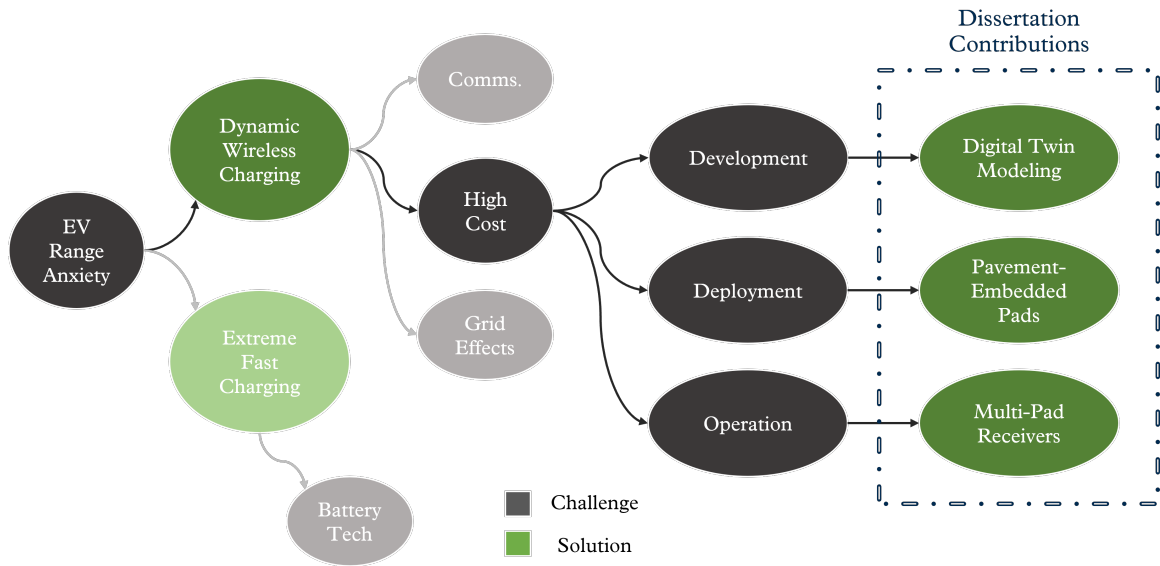 Dissertation
Contributions
EV
Range
Anxiety
Dynamic
Wireless
Charging
Extreme
Fast
Charging
Battery
Tech
Comms.
High
Cost
Grid
Effects
Development
Deployment
Operation
Digital Twin
Modeling
Pavement-
Embedded
Pads
Multi-Pad
Receivers
Challenge
Solution